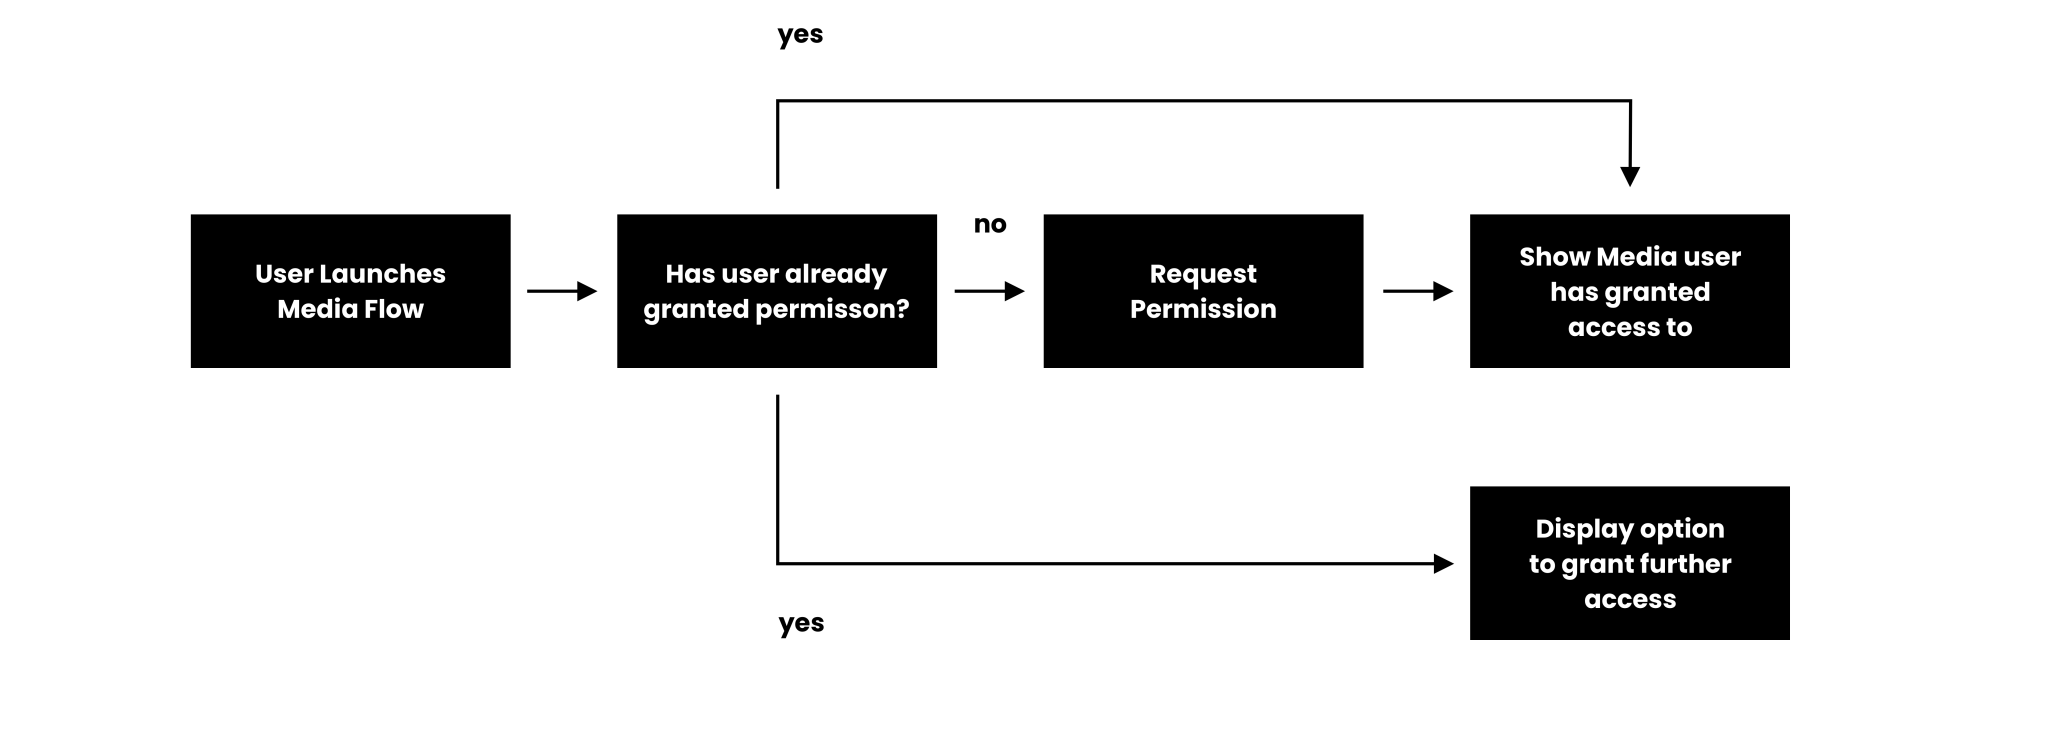 yes
User Launches
Media Flow
Has user already
granted permisson?
no
Request
Permission
Show Media user
has granted
access to
Display option
to grant further
access
yes